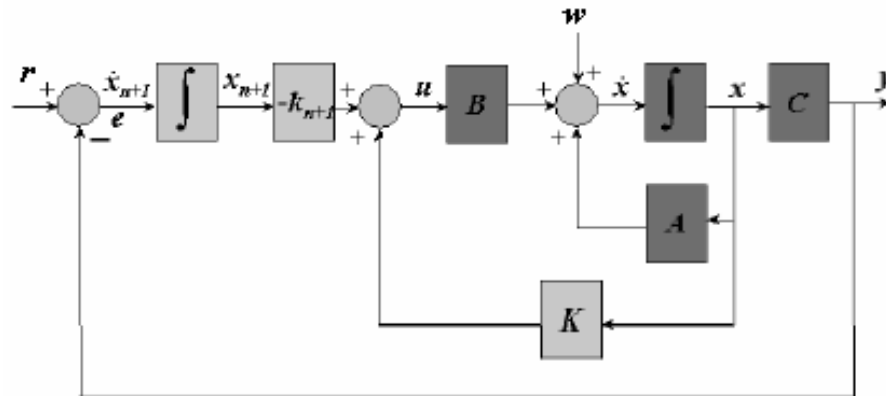 w
r + ẋₙ₊₁ ∫ xₙ₊₁ -kₙ₊₁ + u B + + ẋ ∫ x C y
e
− + +
A
K